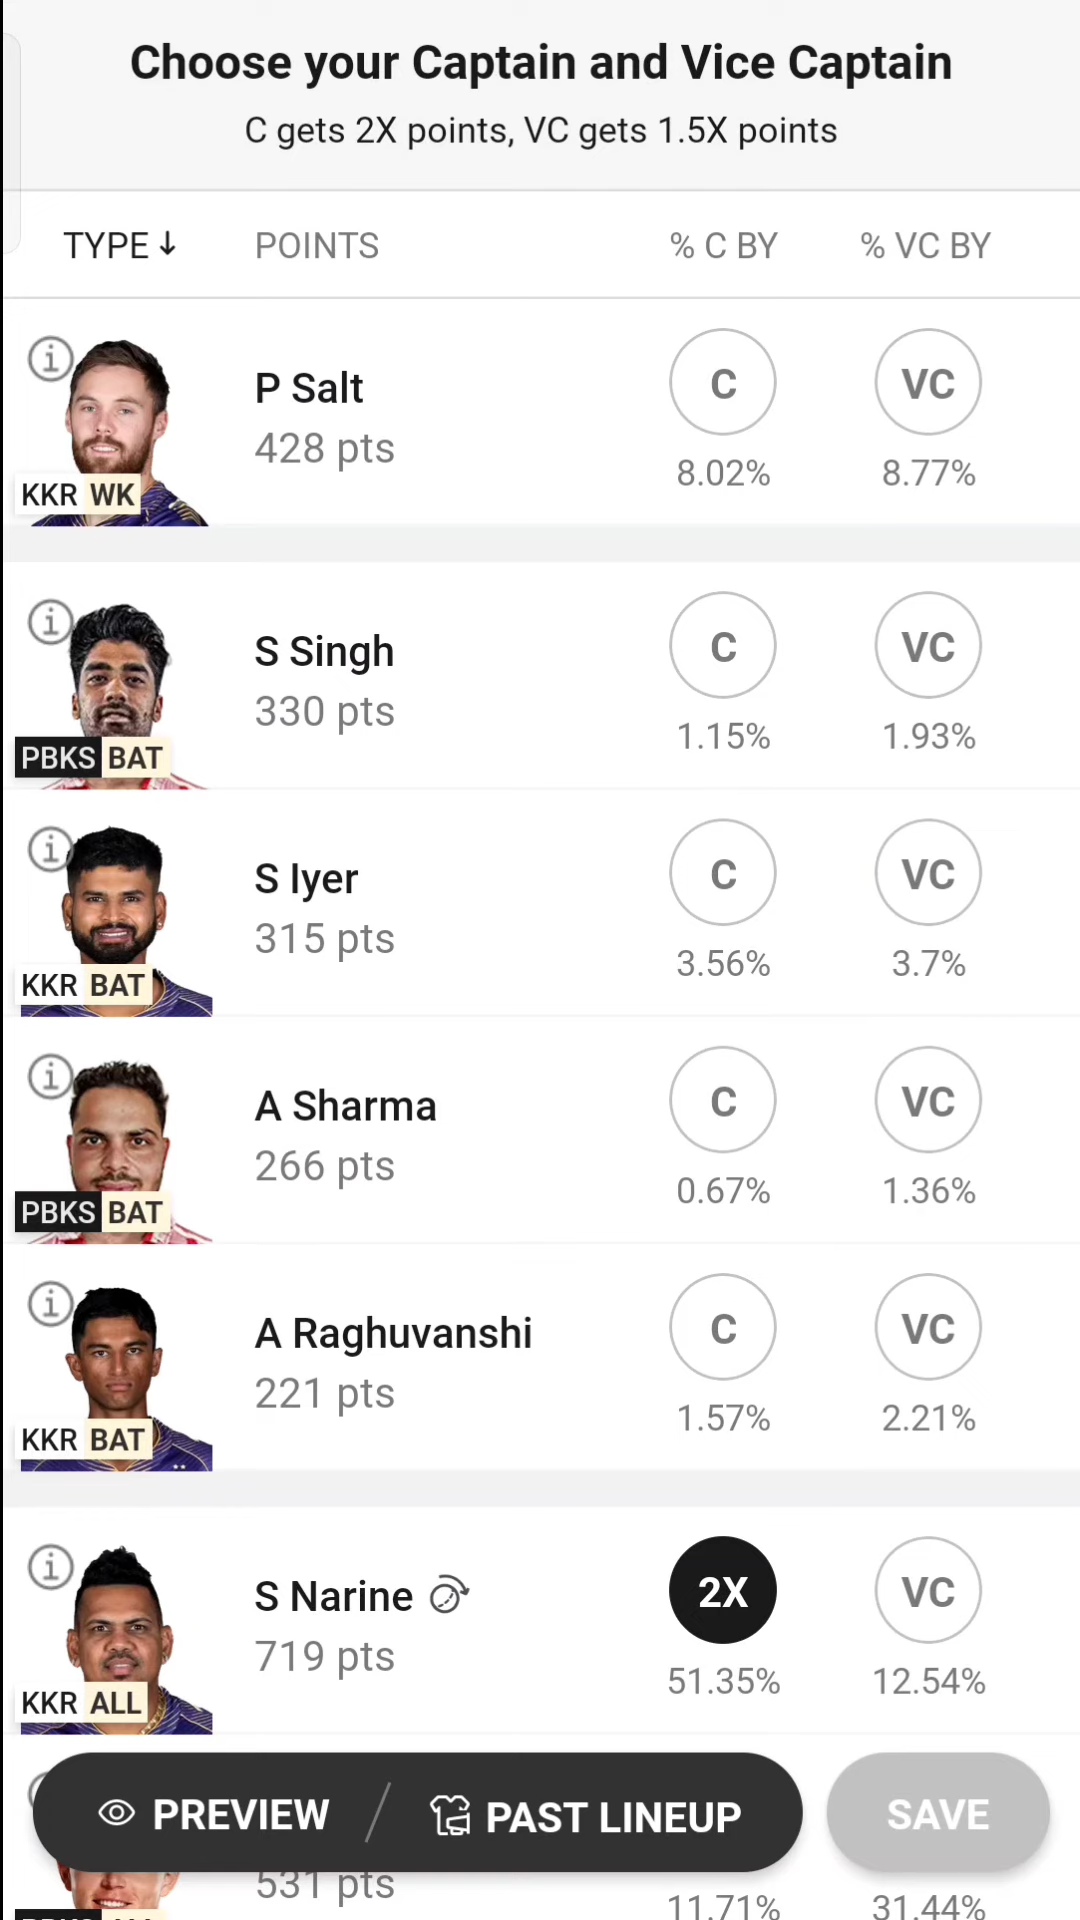 Choose your Captain and Vice Captain
C gets 2X points, VC gets 1.5X points
TYPE↓ POINTS % C BY % VC BY
P Salt
428 pts
C VC
8.02% 8.77%
KKR WK
S Singh
330 pts
C VC
1.15% 1.93%
PBKS BAT
S Iyer
315 pts
C VC
3.56% 3.7%
KKR BAT
A Sharma
266 pts
C VC
0.67% 1.36%
PBKS BAT
A Raghuvanshi
221 pts
C VC
1.57% 2.21%
KKR BAT
S Narine
719 pts
2X VC
51.35% 12.54%
KKR ALL
PREVIEW / PAST LINEUP SAVE
531 pts
11.71% 31.44%